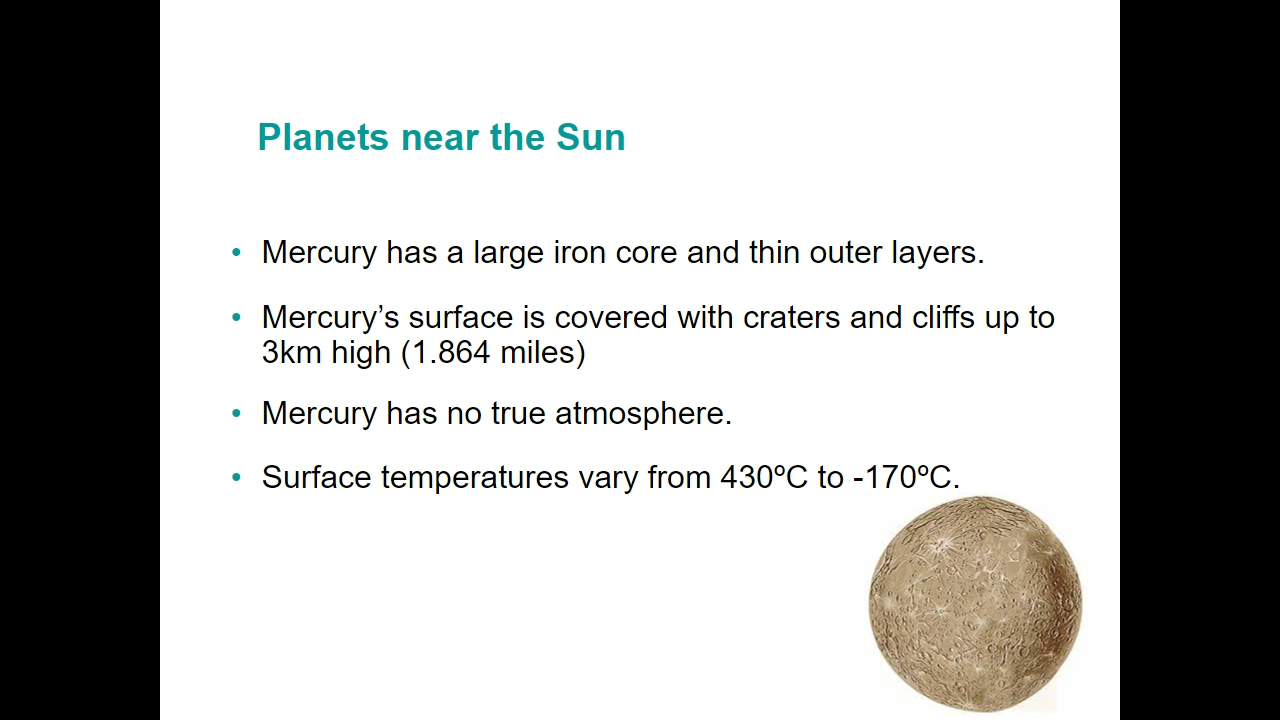 Planets near the Sun
• Mercury has a large iron core and thin outer layers.
• Mercury’s surface is covered with craters and cliffs up to
3km high (1.864 miles)
• Mercury has no true atmosphere.
• Surface temperatures vary from 430ºC to -170ºC.